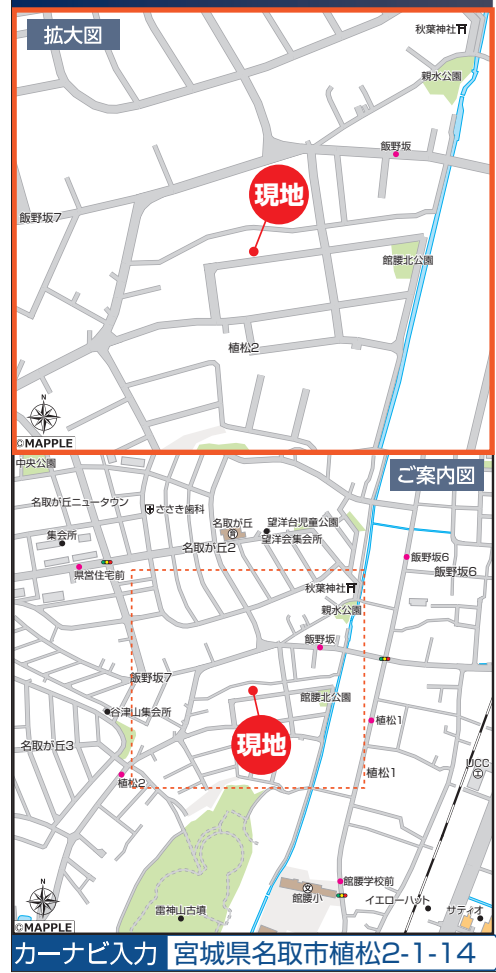 拡大図
秋葉神社
親水公園
飯野坂
現地
飯野坂7
館腰北公園
植松2
N
©MAPPLE
ご案内図
中央公園
名取が丘ニュータウン
ささき歯科
名取が丘
望洋台児童公園
集会所
望洋会集会所
名取が丘2
飯野坂6
飯野坂6
県営住宅前
秋葉神社
親水公園
飯野坂
飯野坂7
館腰北公園
谷津山集会所
植松1
現地
名取が丘3
植松1
UCC
植松2
館腰学校前
館腰小
イエローハット
雷神山古墳
サティオ
N
©MAPPLE
カーナビ入力 宮城県名取市植松2-1-14